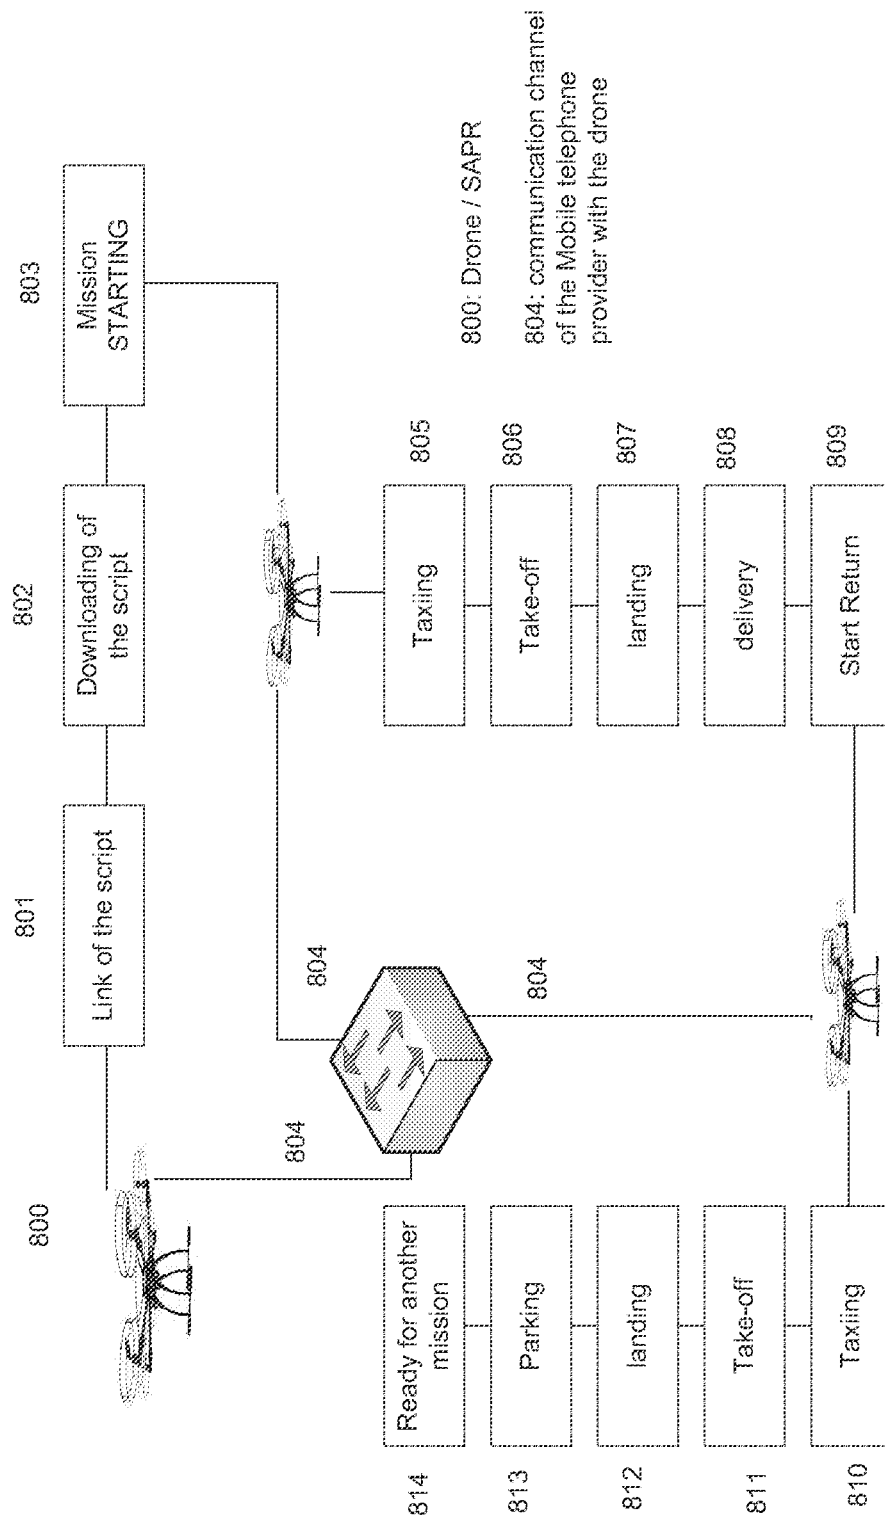 800
801
802
803
Link of the script
Downloading of
the script
Mission
STARTING
804
804
804
800: Drone / SAPR
804: communication channel
of the Mobile telephone
provider with the drone
814
Ready for another
mission
813
Parking
812
landing
811
Take-off
810
Taxiing
Taxiing
805
Take-off
806
landing
807
delivery
808
Start Return
809